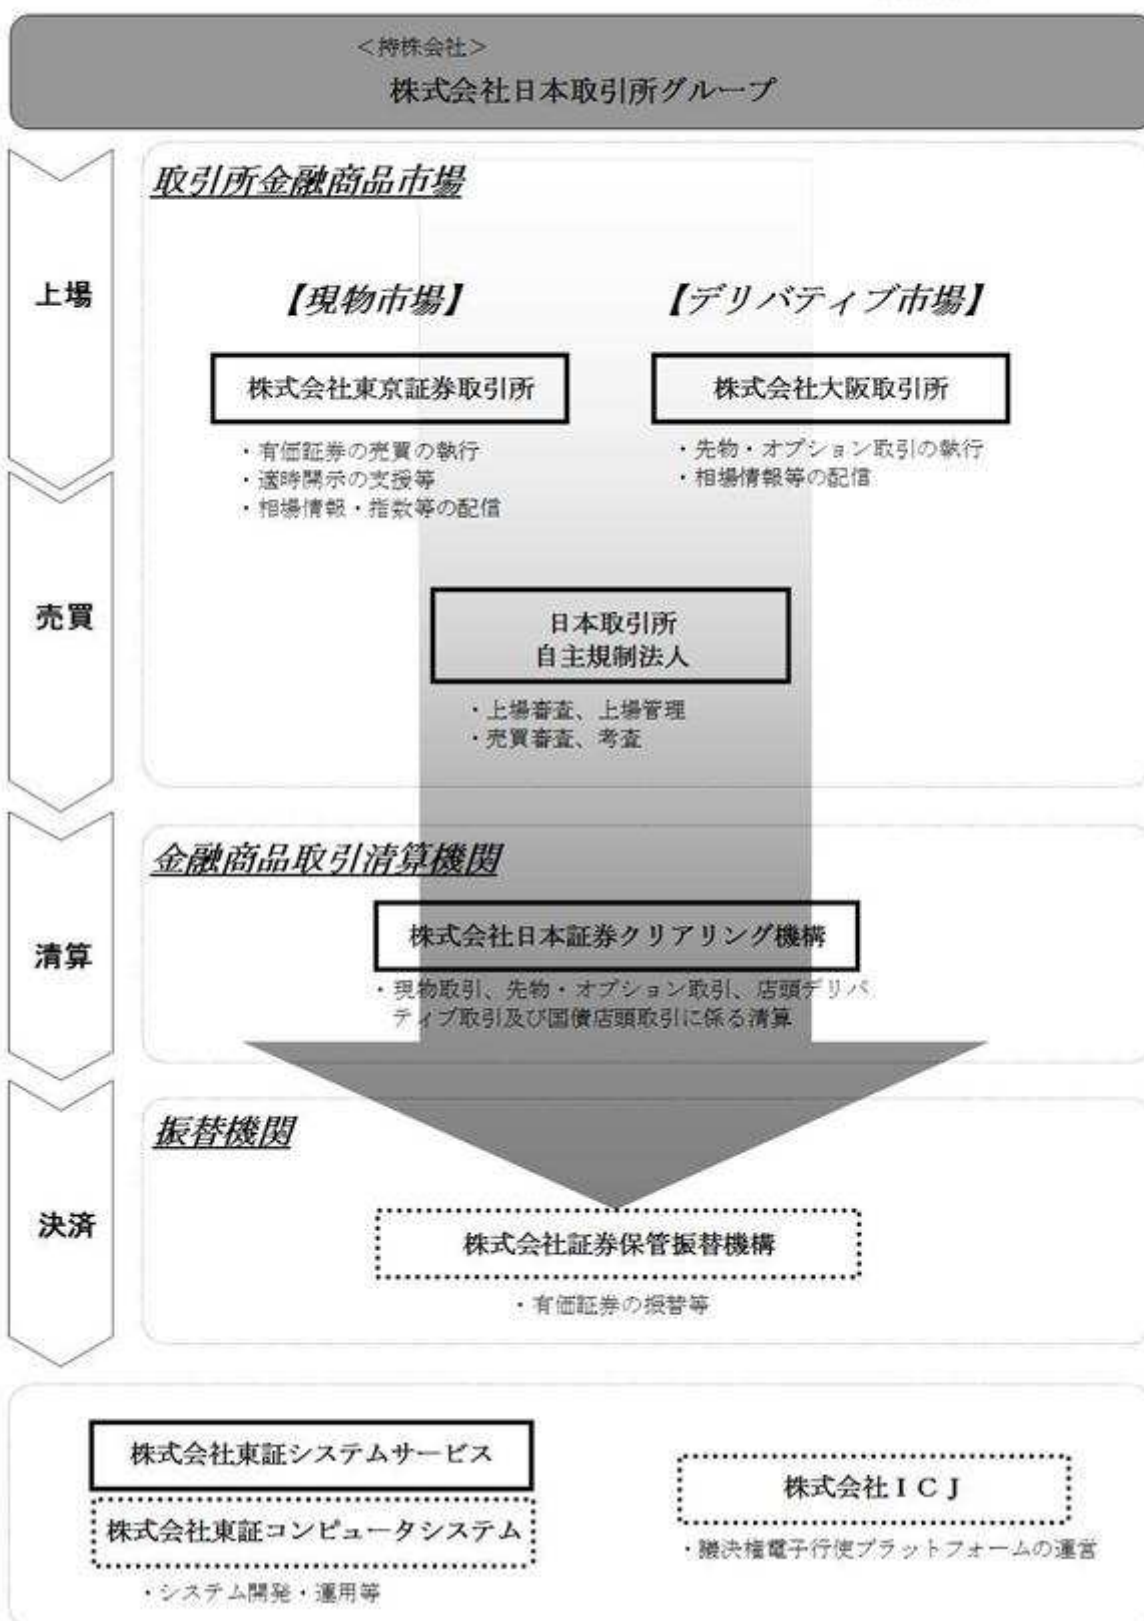 <持株会社>
株式会社日本取引所グループ
上場
取引所金融商品市場
【現物市場】
【デリバティブ市場】
株式会社東京証券取引所
株式会社大阪取引所
・有価証券の売買の執行
・適時開示の支援等
・相場情報・指数等の配信
・先物・オプション取引の執行
・相場情報等の配信
売買
日本取引所
自主規制法人
・上場審査、上場管理
・売買審査、考査
清算
金融商品取引清算機関
株式会社日本証券クリアリング機構
・現物取引、先物・オプション取引、店頭デリバ
ティブ取引及び国債店頭取引に係る清算
決済
振替機関
株式会社証券保管振替機構
・有価証券の振替等
株式会社東証システムサービス
株式会社東証コンピュータシステム
・システム開発・運用等
株式会社ICJ
・議決権電子行使プラットフォームの運営